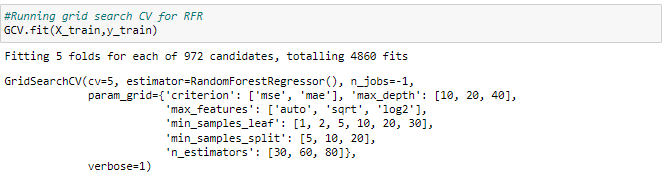 #Running grid search CV for RFR
GCV.fit(X_train,y_train)
Fitting 5 folds for each of 972 candidates, totalling 4860 fits
GridSearchCV(cv=5, estimator=RandomForestRegressor(), n_jobs=-1,
param_grid={'criterion': ['mse', 'mae'], 'max_depth': [10, 20, 40],
'max_features': ['auto', 'sqrt', 'log2'],
'min_samples_leaf': [1, 2, 5, 10, 20, 30],
'min_samples_split': [5, 10, 20],
'n_estimators': [30, 60, 80]},
verbose=1)